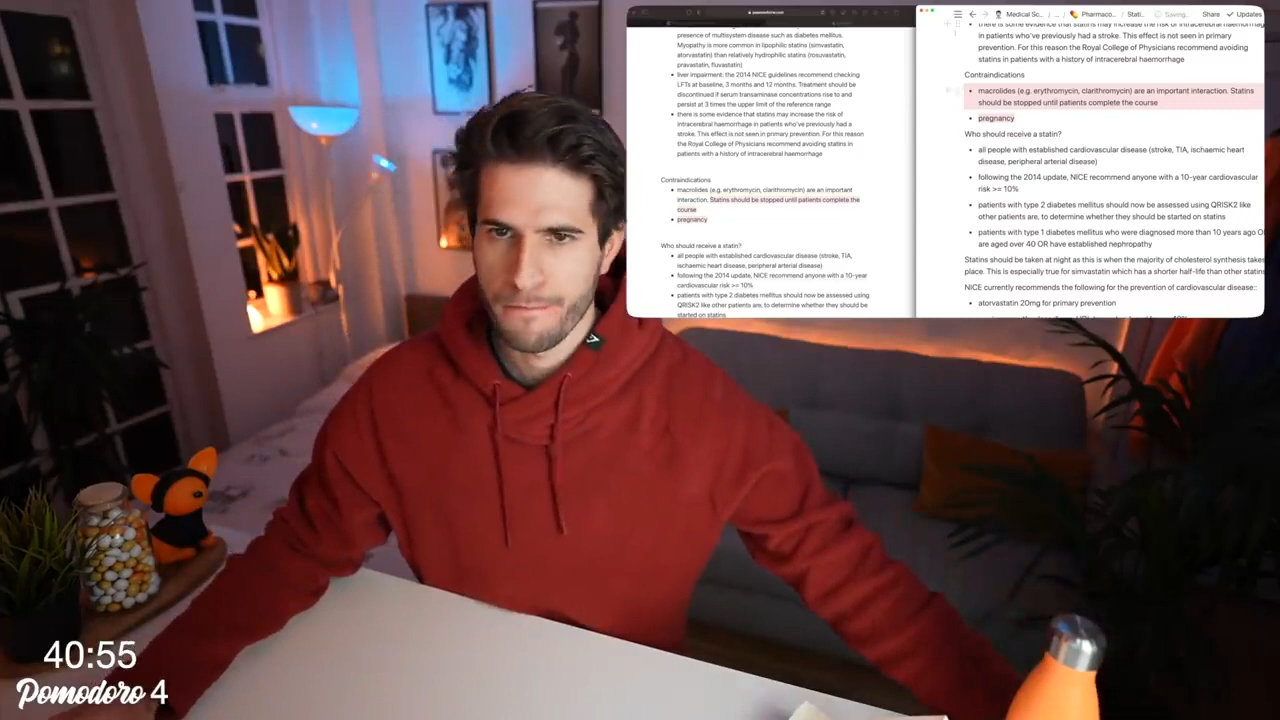 passmedicine.com
presence of multisystem disease such as diabetes mellitus.
Myopathy is more common in lipophilic statins (simvastatin,
atorvastatin) than relatively hydrophilic statins (rosuvastatin,
pravastatin, fluvastatin)
liver impairment: the 2014 NICE guidelines recommend checking
LFTs at baseline, 3 months and 12 months. Treatment should be
discontinued if serum transaminase concentrations rise to and
persist at 3 times the upper limit of the reference range
there is some evidence that statins may increase the risk of
intracerebral haemorrhage in patients who've previously had a
stroke. This effect is not seen in primary prevention. For this reason
the Royal College of Physicians recommend avoiding statins in
patients with a history of intracerebral haemorrhage
Contraindications
macrolides (e.g. erythromycin, clarithromycin) are an important
interaction. Statins should be stopped until patients complete the
course
pregnancy
Who should receive a statin?
all people with established cardiovascular disease (stroke, TIA,
ischaemic heart disease, peripheral arterial disease)
following the 2014 update, NICE recommend anyone with a 10-year
cardiovascular risk >= 10%
patients with type 2 diabetes mellitus should now be assessed using
QRISK2 like other patients are, to determine whether they should be
started on statins
Medical Sc... / ... / Pharmaco... / Stati... Saving... Share Updates
there is some evidence that statins may increase the risk of intracerebral haemorrhag
in patients who've previously had a stroke. This effect is not seen in primary
prevention. For this reason the Royal College of Physicians recommend avoiding
statins in patients with a history of intracerebral haemorrhage
Contraindications
macrolides (e.g. erythromycin, clarithromycin) are an important interaction. Statins
should be stopped until patients complete the course
pregnancy
Who should receive a statin?
all people with established cardiovascular disease (stroke, TIA, ischaemic heart
disease, peripheral arterial disease)
following the 2014 update, NICE recommend anyone with a 10-year cardiovascular
risk >= 10%
patients with type 2 diabetes mellitus should now be assessed using QRISK2 like
other patients are, to determine whether they should be started on statins
patients with type 1 diabetes mellitus who were diagnosed more than 10 years ago O
are aged over 40 OR have established nephropathy
Statins should be taken at night as this is when the majority of cholesterol synthesis takes
place. This is especially true for simvastatin which has a shorter half-life than other statins
NICE currently recommends the following for the prevention of cardiovascular disease::
atorvastatin 20mg for primary prevention
40:55
Pomodoro 4